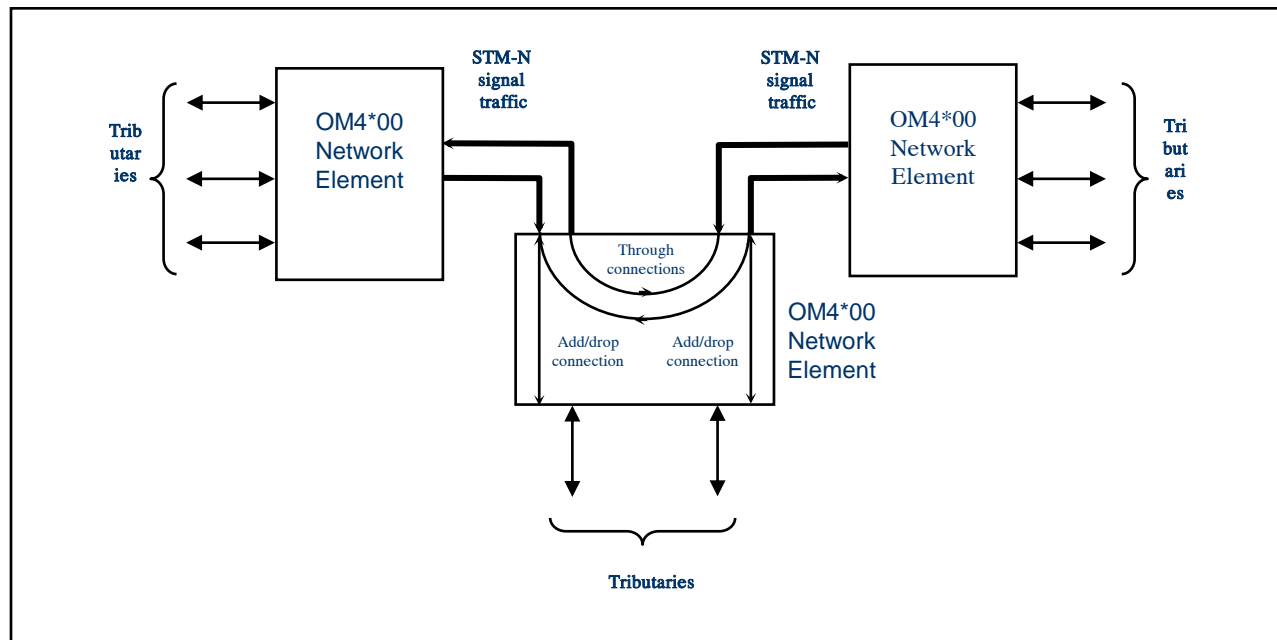 STM-N
signal
traffic
STM-N
signal
traffic
Trib
utar
ies
OM4*00
Network
Element
OM4*00
Network
Element
Tri
but
ari
es
Through
connections
Add/drop
connection
Add/drop
connection
OM4*00
Network
Element
Tributaries